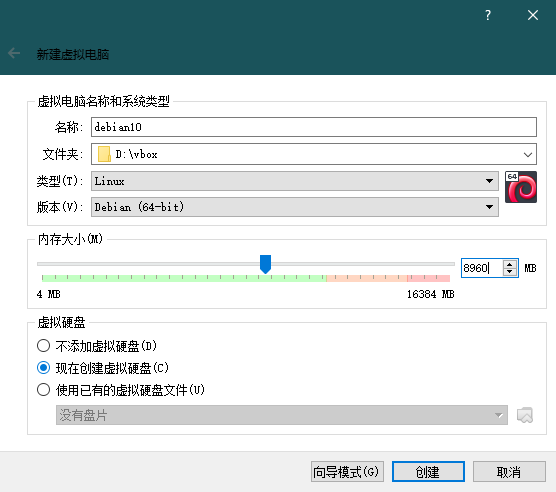 ?
新建虚拟电脑
虚拟电脑名称和系统类型
名称: debian10
文件夹: D:\vbox
类型(T): Linux
64
版本(V): Debian (64-bit)
内存大小(M)
8960 MB
4 MB 16384 MB
虚拟硬盘
不添加虚拟硬盘(D)
现在创建虚拟硬盘(C)
使用已有的虚拟硬盘文件(U)
没有盘片
向导模式(G) 创建 取消